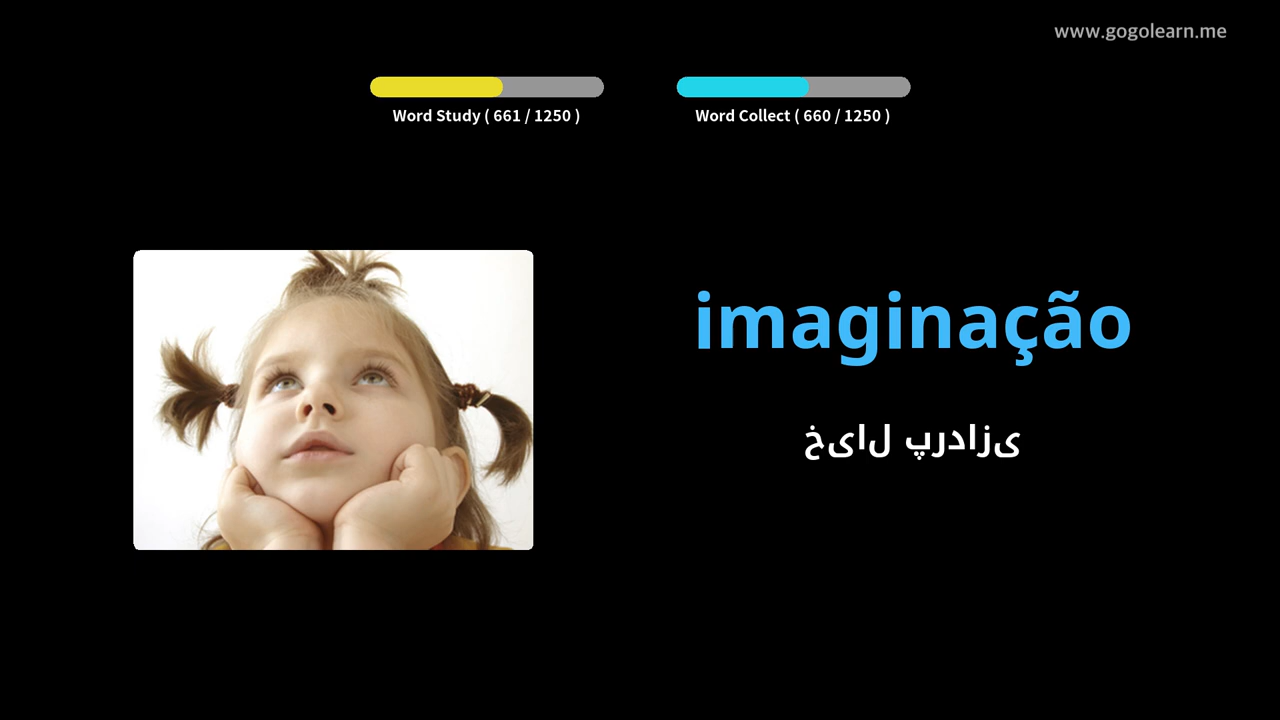 www.gogolearn.me
Word Study ( 661 / 1250 )
Word Collect ( 660 / 1250 )
imaginação
خیال پردازی